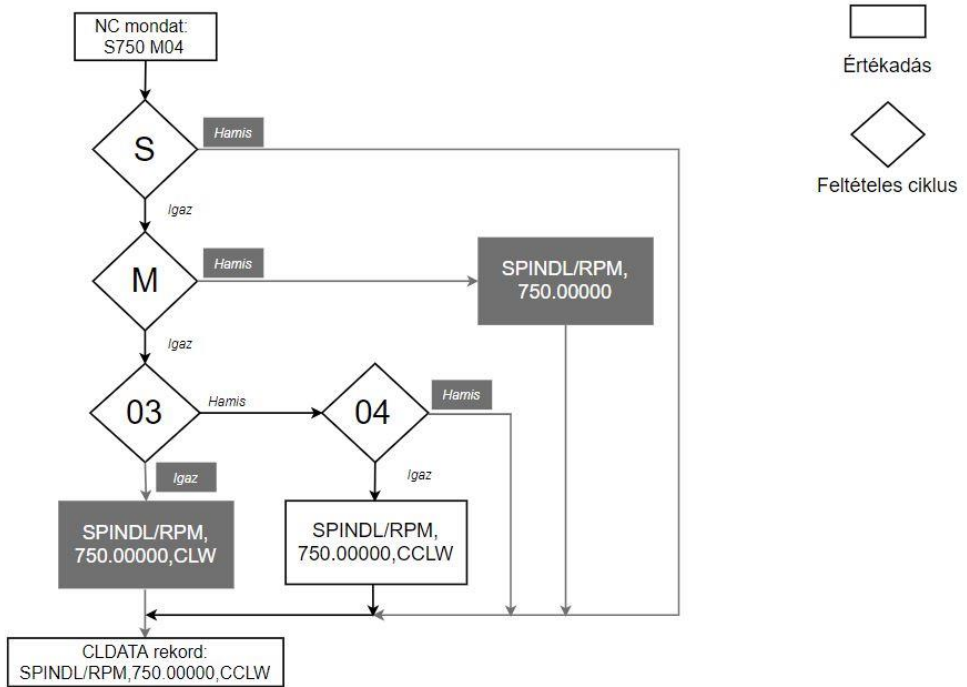 NC mondat:
S750 M04
Értékadás
Feltételes ciklus
S
Hamis
Igaz
M
Hamis
SPINDL/RPM,
750.00000
Igaz
03
Hamis
04
Hamis
Igaz
Igaz
SPINDL/RPM,
750.00000,CLW
SPINDL/RPM,
750.00000,CCLW
CLDATA rekord:
SPINDL/RPM,750.00000,CCLW